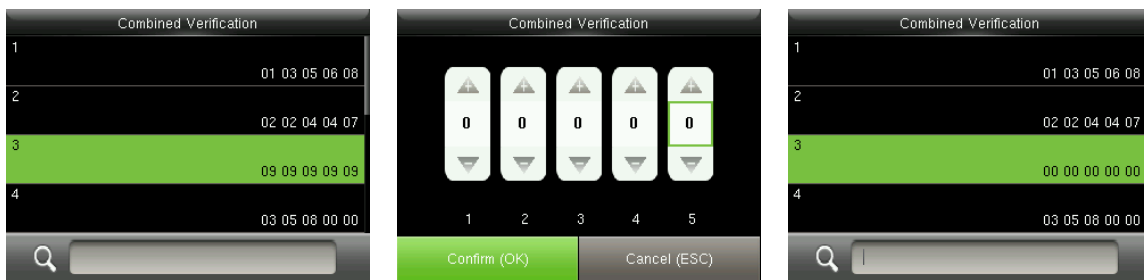 Combined Verification
1
01 03 05 06 08
2
02 02 04 04 07
3
09 09 09 09 09
4
03 05 08 00 00
Combined Verification
0 0 0 0 0
1 2 3 4 5
Confirm (OK) Cancel (ESC)
Combined Verification
1
01 03 05 06 08
2
02 02 04 04 07
3
00 00 00 00 00
4
03 05 08 00 00